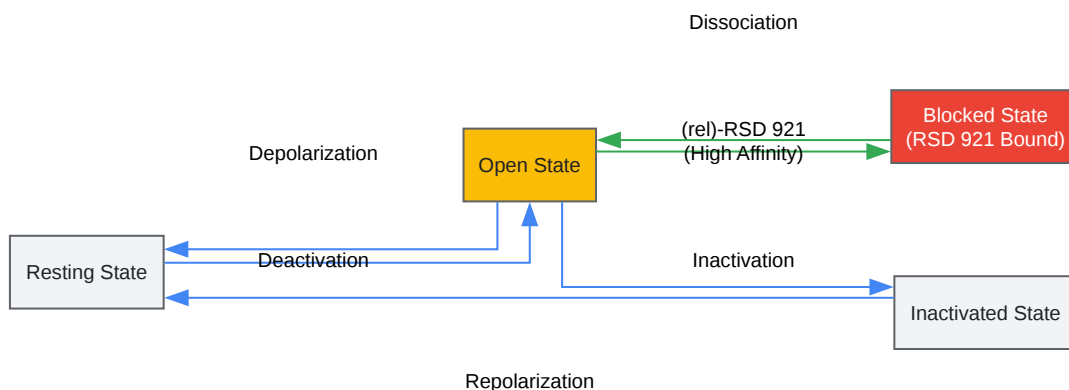 Dissociation
Blocked State
(RSD 921 Bound)
(rel)-RSD 921
(High Affinity)
Depolarization
Open State
Resting State
Deactivation
Inactivation
Inactivated State
Repolarization